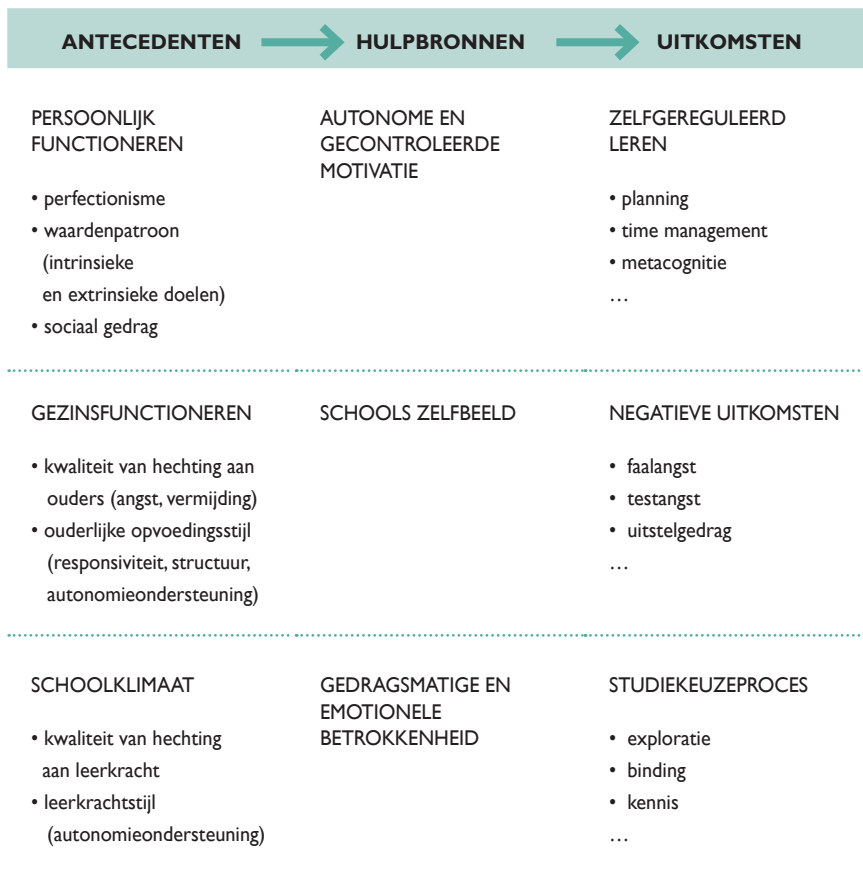 ANTECEDENTEN HULPBRONNEN UITKOMSTEN
PERSOONLIJK
FUNCTIONEREN
• perfectionisme
• waardenpatroon
(intrinsieke
en extrinsieke doelen)
• sociaal gedrag
AUTONOME EN
GECONTROLEERDE
MOTIVATIE
ZELFGEREGULEERD
LEREN
• planning
• time management
• metacognitie
…
GEZINSFUNCTIONEREN
• kwaliteit van hechting aan
ouders (angst, vermijding)
• ouderlijke opvoedingsstijl
(responsiviteit, structuur,
autonomieondersteuning)
SCHOOLS ZELFBEELD
NEGATIEVE UITKOMSTEN
• faalangst
• testangst
• uitstelgedrag
…
SCHOOLKLIMAAT
• kwaliteit van hechting
aan leerkracht
• leerkrachtstijl
(autonomieondersteuning)
GEDRAGSMATIGE EN
EMOTIONELE
BETROKKENHEID
STUDIEKEUZEPROCES
• exploratie
• binding
• kennis
…